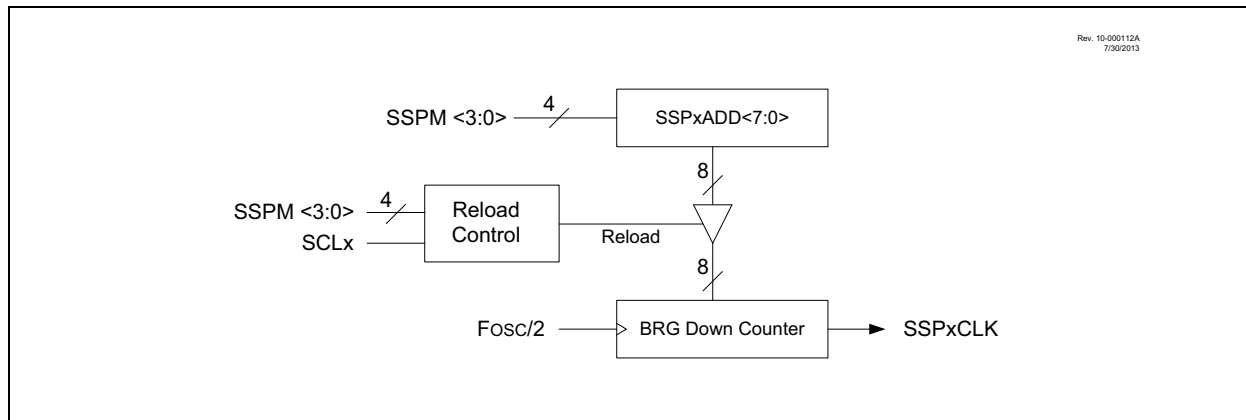 Rev. 10-000112A
7/30/2013
SSPM <3:0>
4
SSPxADD<7:0>
8
SSPM <3:0>
4
SCLx
Reload
Control
Reload
8
FOSC/2
BRG Down Counter
SSPxCLK